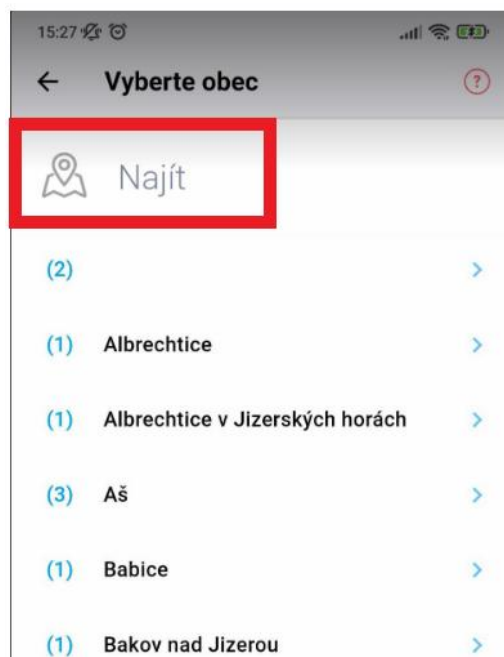 15:27
← Vyberte obec ?
Najít
(2)
(1) Albrechtice
(1) Albrechtice v Jizerských horách
(3) Aš
(1) Babice
(1) Bakov nad Jizerou